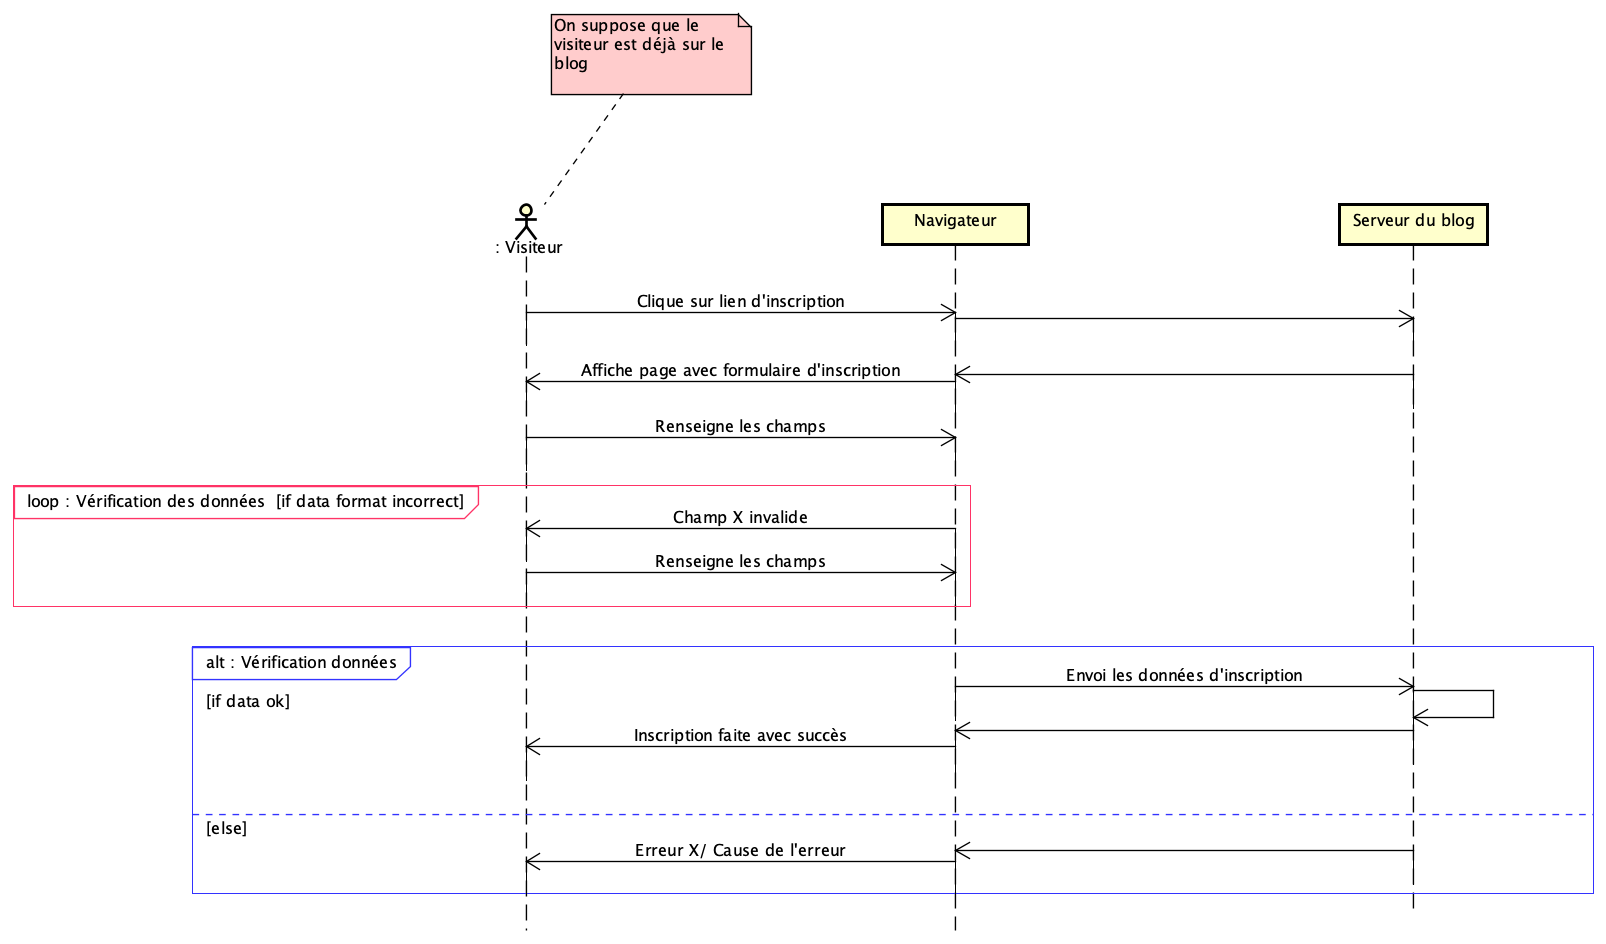 On suppose que le
visiteur est déjà sur le
blog
: Visiteur
Navigateur
Serveur du blog
Clique sur lien d'inscription
Affiche page avec formulaire d'inscription
Renseigne les champs
loop : Vérification des données [if data format incorrect]
Champ X invalide
Renseigne les champs
alt : Vérification données
Envoi les données d'inscription
[if data ok]
Inscription faite avec succès
[else]
Erreur X/ Cause de l'erreur